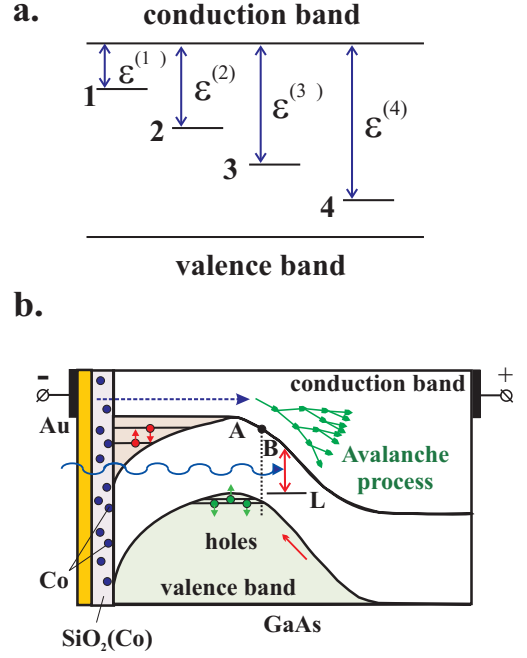 a.
conduction band
1
ε(1 )
2
ε(2)
3
ε(3 )
4
ε(4)
valence band
b.
-
+
conduction band
Au
A
B
Avalanche
process
L
holes
Co
valence band
SiO2(Co)
GaAs